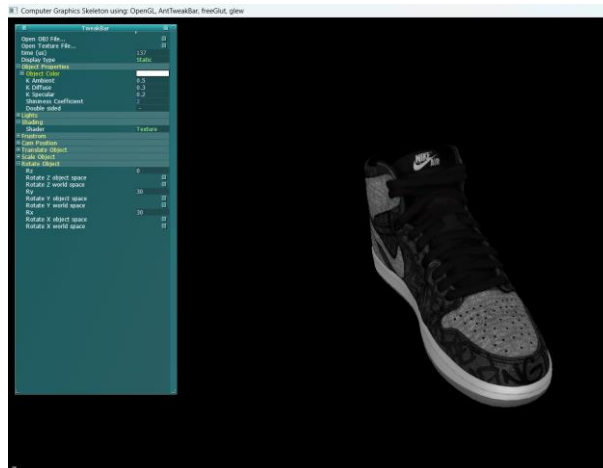 Computer Graphics Skeleton using: OpenGL, AntTweakBar, freeGlut, glew
TweakBar
Open OBJ File...
Open Texture File...
time (us) 137
Display type Static
Object Properties
Object Color
K Ambient 0.5
K Diffuse 0.3
K Specular 0.2
Shininess Coefficient 2
Double sided -
Lights
Shading
Shader Texture
Frustrom
Cam Position
Translate Object
Scale Object
Rotate Object
Rz 0
Rotate Z object space
Rotate Z world space
Ry 30
Rotate Y object space
Rotate Y world space
Rx 30
Rotate X object space
Rotate X world space
NIKE